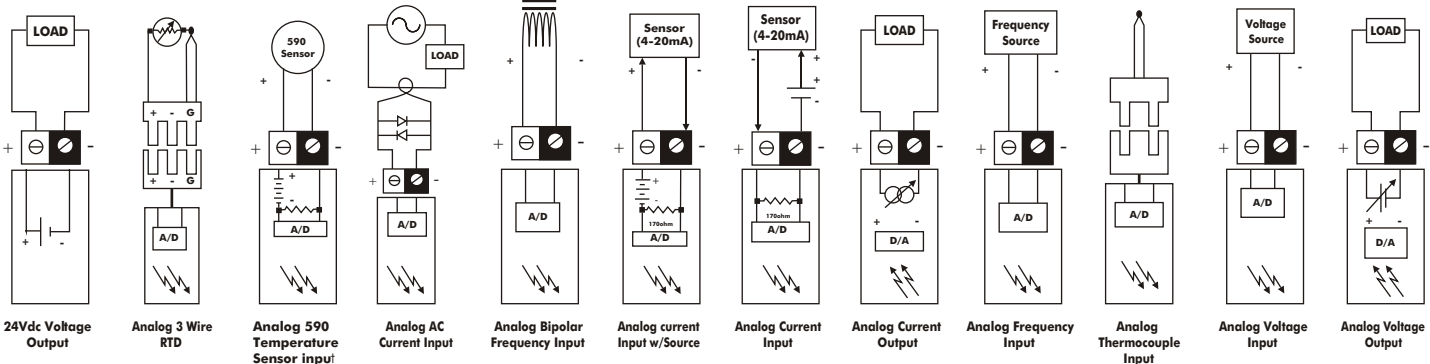 LOAD
+ -
+ -
24Vdc Voltage
Output
+ - G
+ - G
A/D
Analog 3 Wire
RTD
590
Sensor
+ -
+ -
+
-
A/D
Analog 590
Temperature
Sensor input
LOAD
+ -
A/D
Analog AC
Current Input
+ -
+ -
A/D
Analog Bipolar
Frequency Input
Sensor
(4-20mA)
+ -
+ -
+
-
170ohm
A/D
Analog current
Input w/Source
Sensor
(4-20mA)
- +
+
-
+ -
170ohm
A/D
Analog Current
Input
LOAD
+ -
+ -
D/A
Analog Current
Output
Frequency
Source
+ -
+ -
A/D
Analog Frequency
Input
A/D
Analog
Thermocouple
Input
Voltage
Source
+ -
+ -
A/D
Analog Voltage
Input
LOAD
+ -
+ -
D/A
Analog Voltage
Output